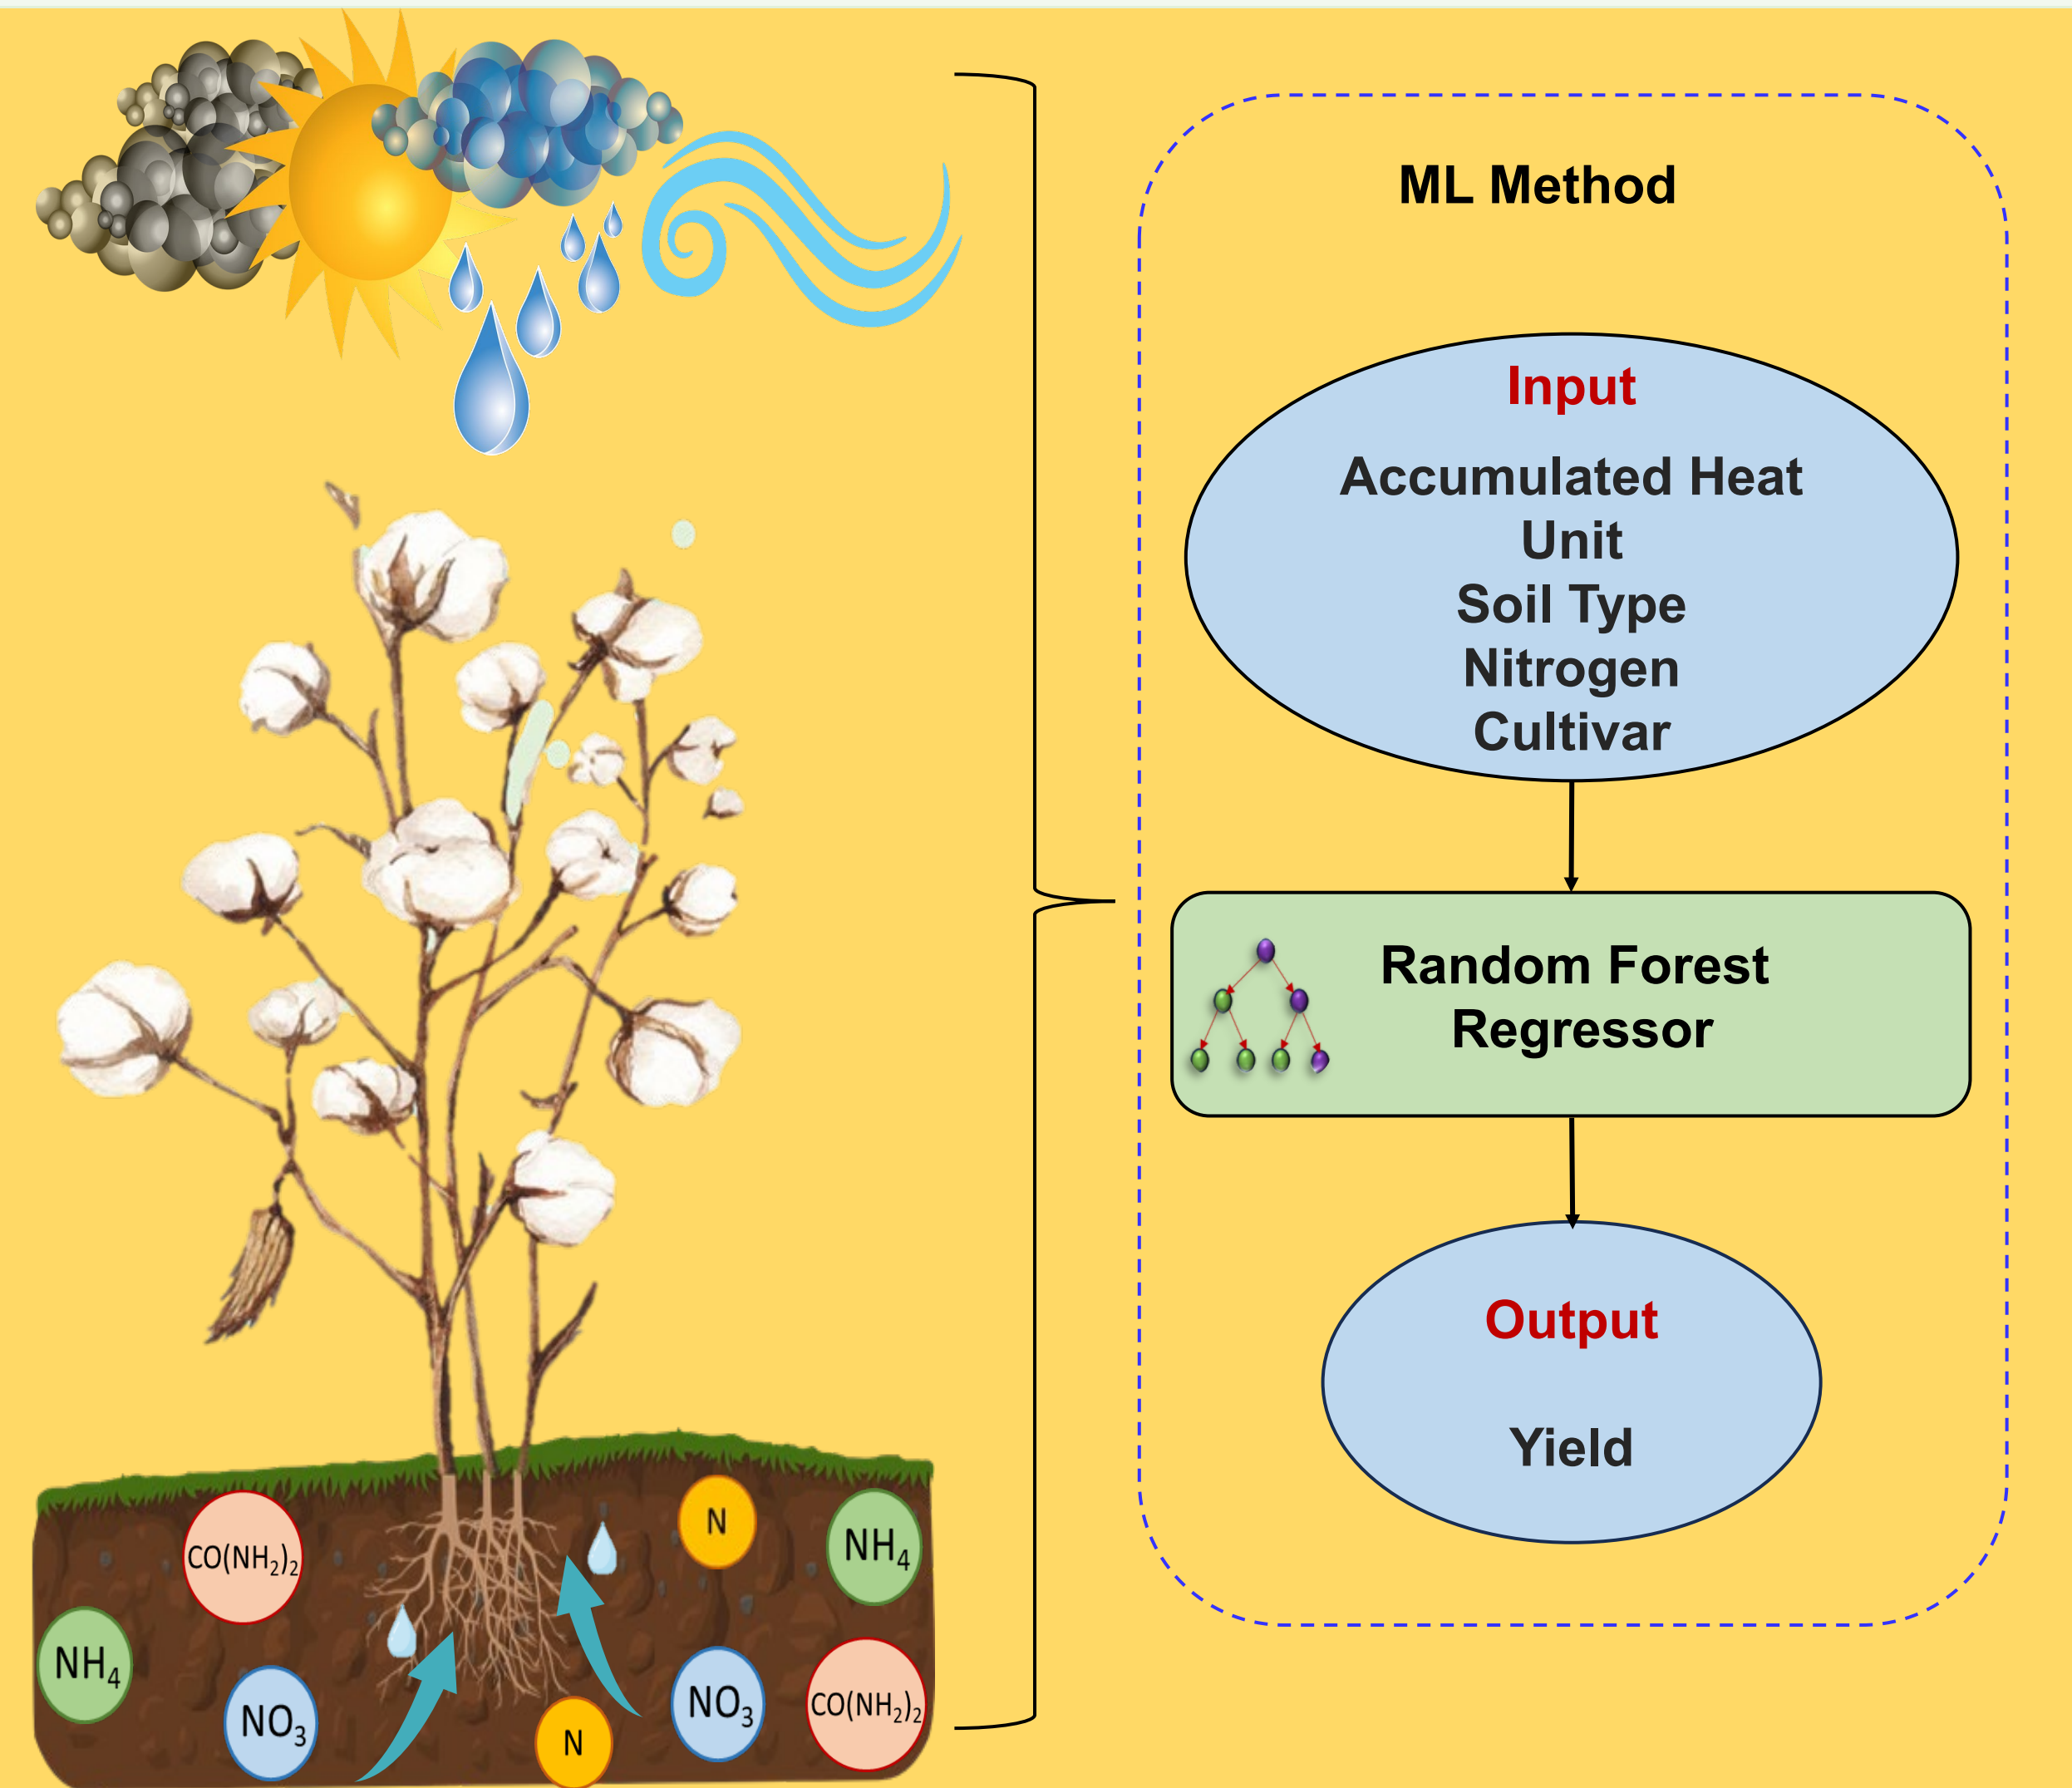 ML Method
Input
Accumulated Heat
Unit
Soil Type
Nitrogen
Cultivar
Random Forest
Regressor
Output
Yield
CO(NH₂)₂
N
NH₄
NH₄
NO₃
N
NO₃
CO(NH₂)₂